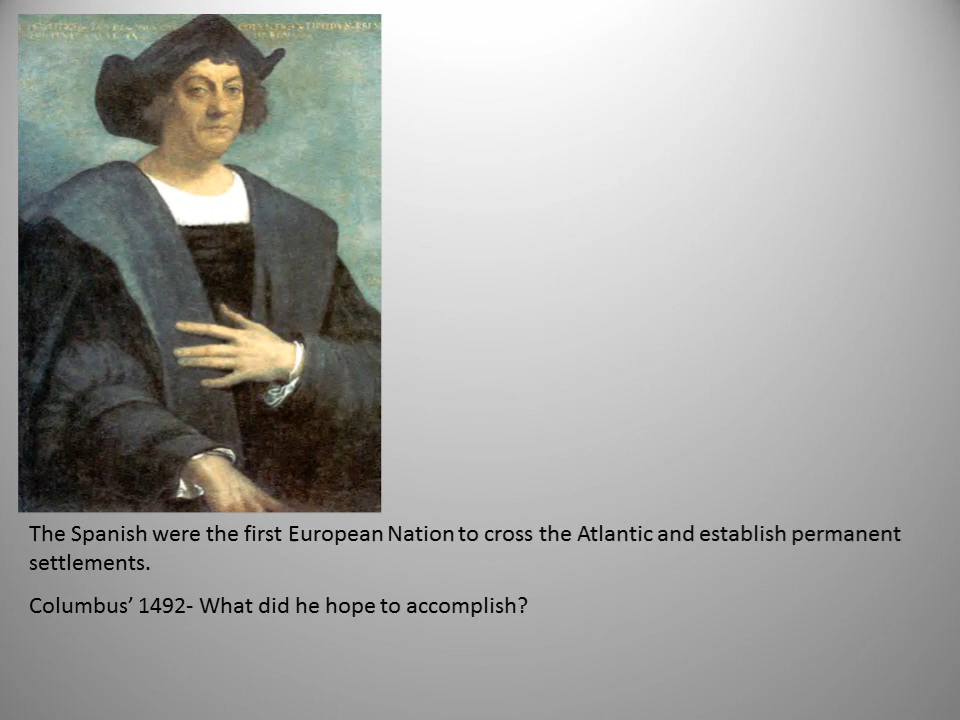 The Spanish were the first European Nation to cross the Atlantic and establish permanent
settlements.
Columbus’ 1492- What did he hope to accomplish?